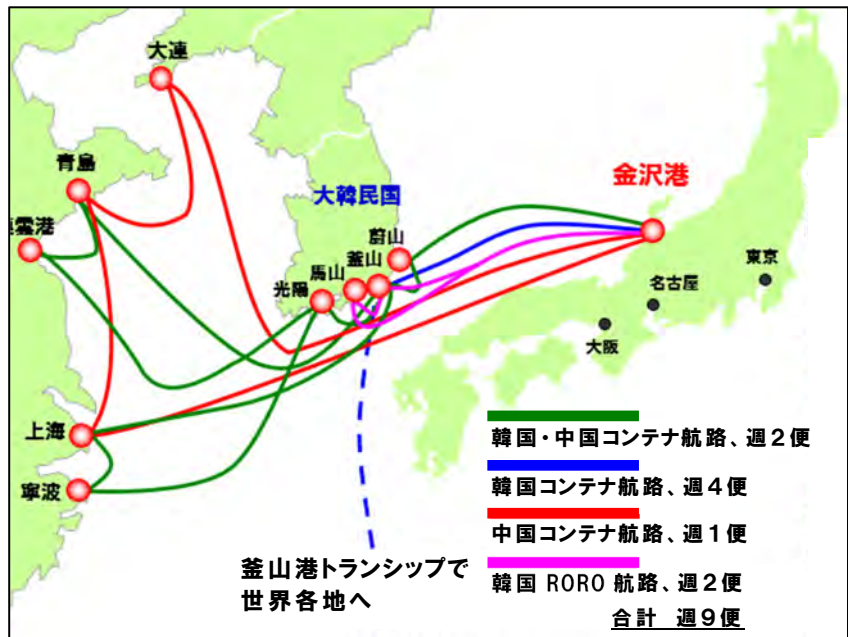 大連
青島
雲港
大韓民国
金沢港
蔚山
釜山
馬山
光陽
東京
名古屋
大阪
上海
寧波
韓国・中国コンテナ航路、週2便
韓国コンテナ航路、週4便
中国コンテナ航路、週1便
韓国 RORO 航路、週2便
合計 週9便
釜山港トランシップで
世界各地へ